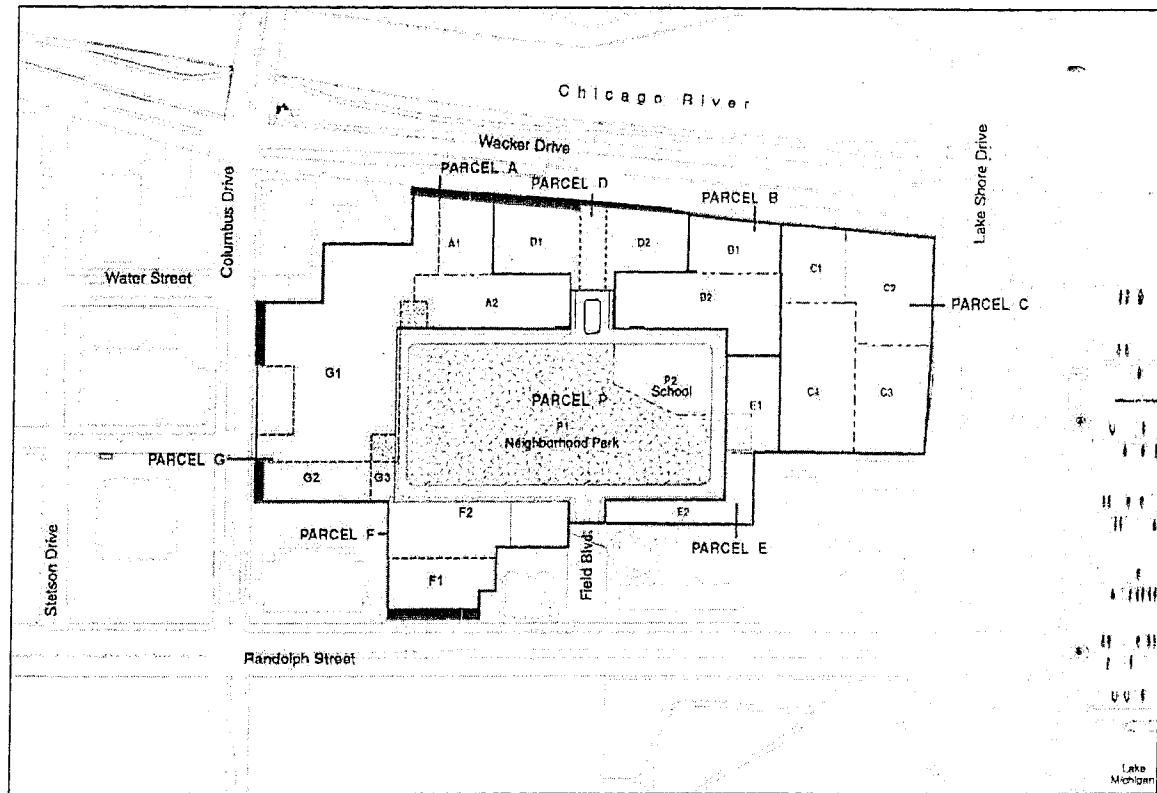 Chicago River
Wacker Drive
Lake Shore Drive
Columbus Drive
PARCEL A
PARCEL D
PARCEL B
A1
D1
D2
B1
C1
C2
Water Street
PARCEL C
A2
B2
G1
P2
School
PARCEL P
P1
Neighborhood Park
E1
C4
C3
PARCEL G
G2
G3
F2
E2
PARCEL F
PARCEL E
F1
Field Blvd.
Stetson Drive
Randolph Street
Lake
Michigan